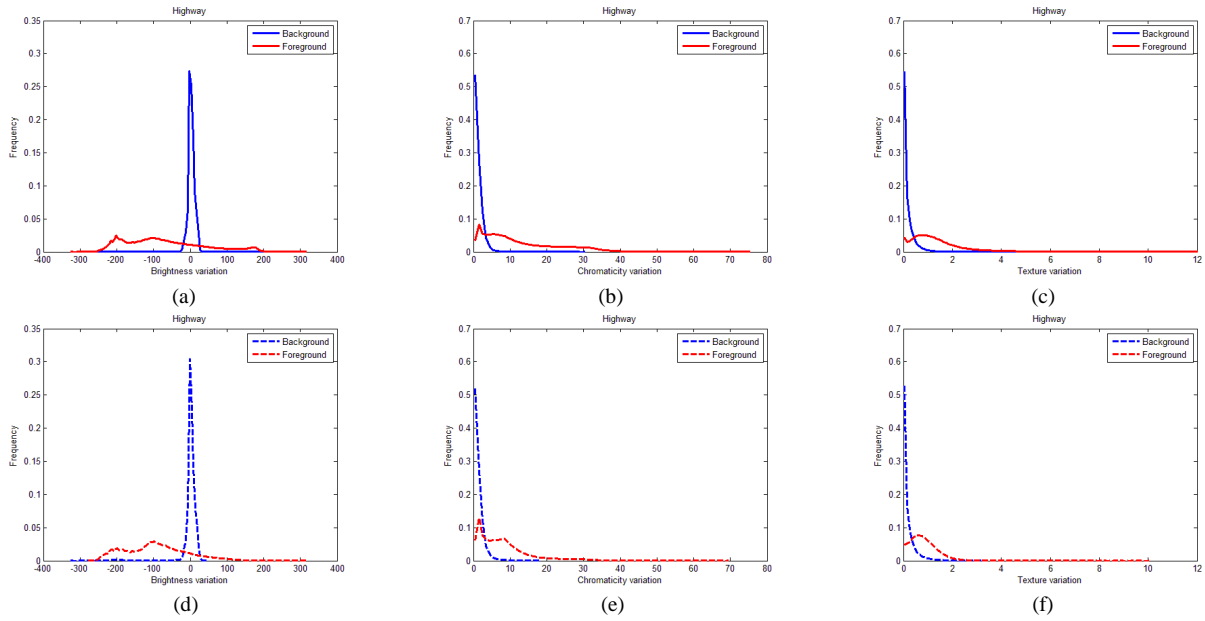 Highway
0.35
0.3
0.25
0.2
0.15
0.1
0.05
0
Frequency
Background
Foreground
-400 -300 -200 -100 0 100 200 300 400
Brightness variation
(a)
Highway
0.7
0.6
0.5
0.4
0.3
0.2
0.1
0
Frequency
Background
Foreground
0 10 20 30 40 50 60 70 80
Chromaticity variation
(b)
Highway
0.7
0.6
0.5
0.4
0.3
0.2
0.1
0
Frequency
Background
Foreground
0 2 4 6 8 10 12
Texture variation
(c)
Highway
0.35
0.3
0.25
0.2
0.15
0.1
0.05
0
Frequency
Background
Foreground
-400 -300 -200 -100 0 100 200 300 400
Brightness variation
(d)
Highway
0.7
0.6
0.5
0.4
0.3
0.2
0.1
0
Frequency
Background
Foreground
0 10 20 30 40 50 60 70 80
Chromaticity variation
(e)
Highway
0.7
0.6
0.5
0.4
0.3
0.2
0.1
0
Frequency
Background
Foreground
0 2 4 6 8 10 12
Texture variation
(f)